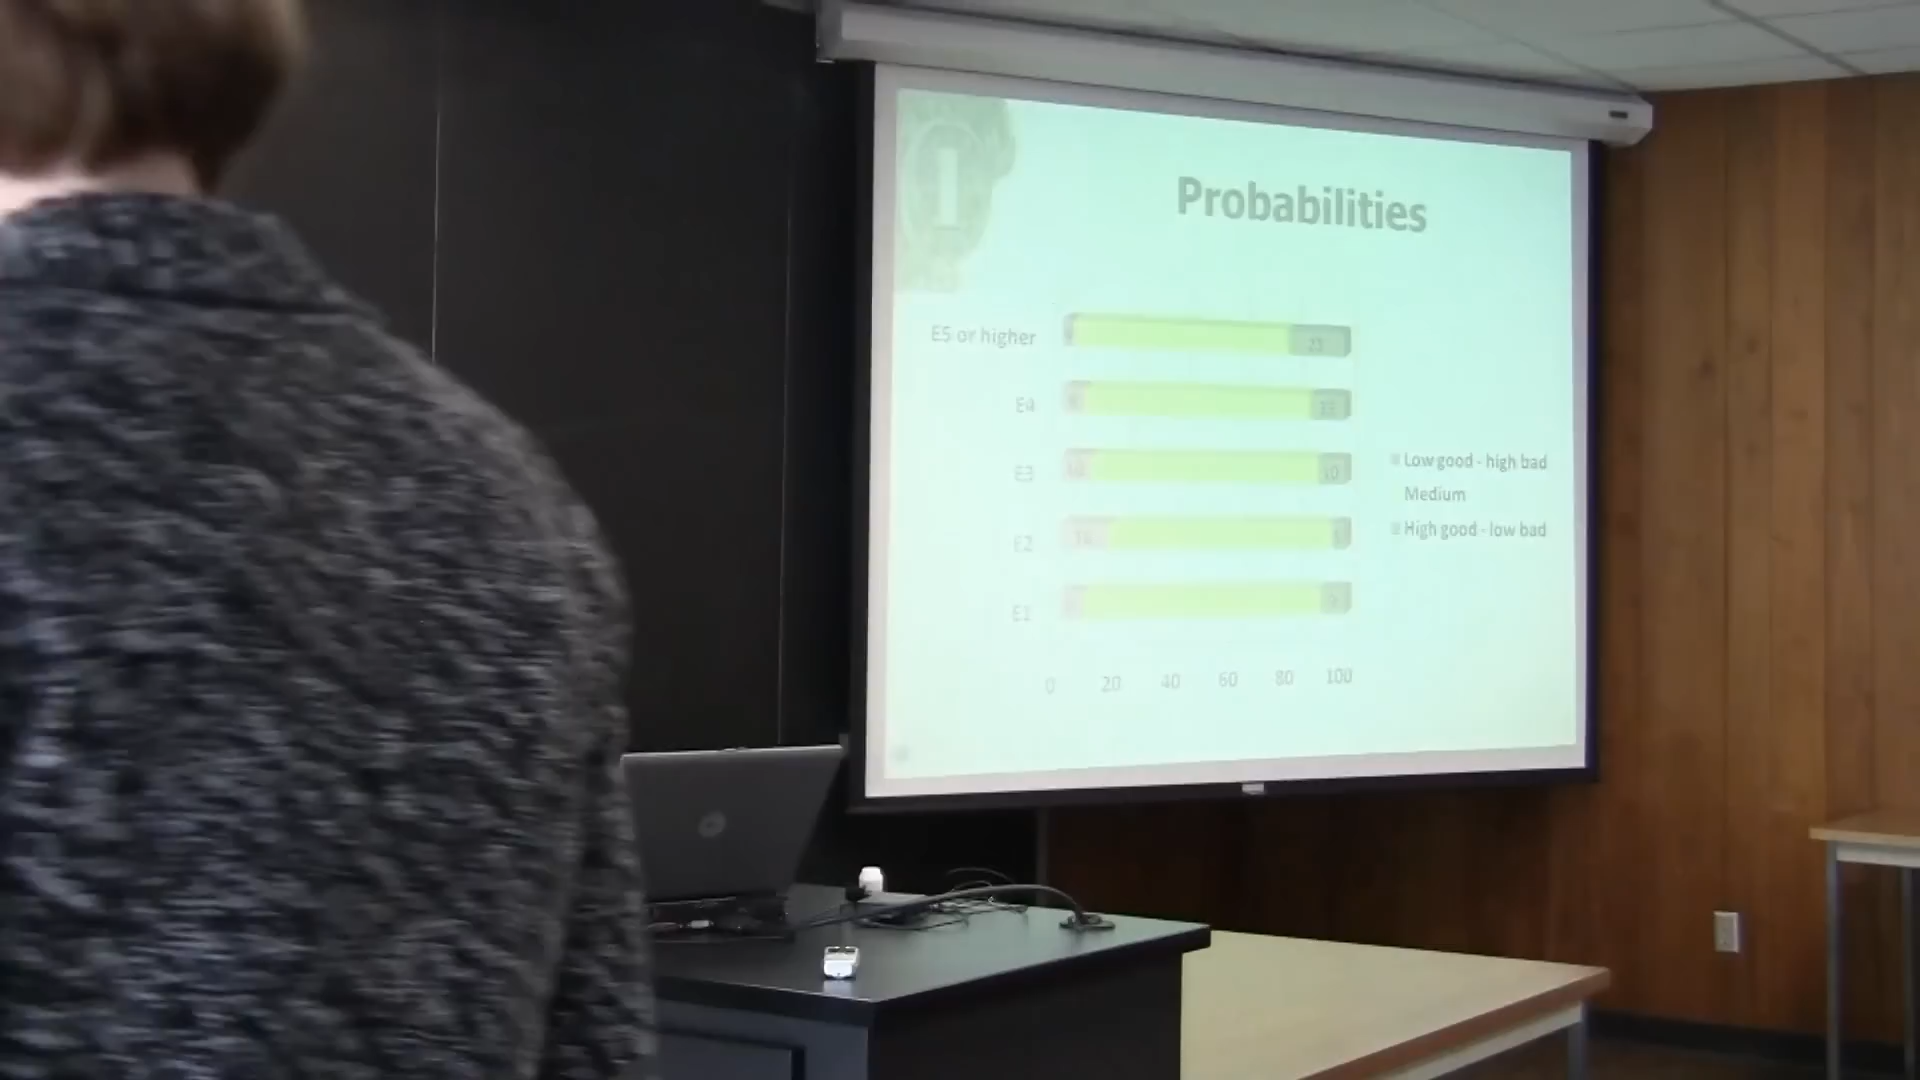 Probabilities
E5 or higher
E4
E3
10
E2
E1
0 20 40 60 80 100
Low good - high bad
Medium
High good - low bad